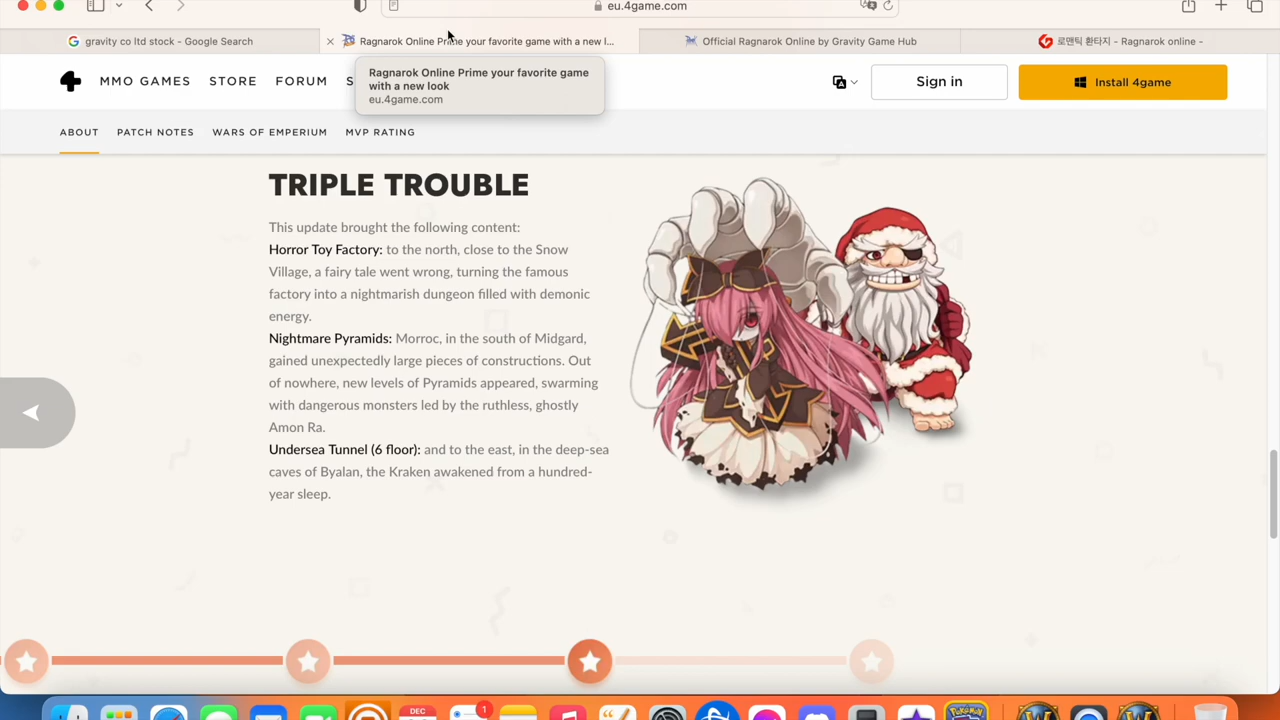 eu.4game.com
gravity co ltd stock - Google Search
Ragnarok Online Prime your favorite game with a new l...
Official Ragnarok Online by Gravity Game Hub
로맨틱 환타지 - Ragnarok online -
MMO GAMES
STORE
FORUM
S
Ragnarok Online Prime your favorite game
with a new look
eu.4game.com
Sign in
Install 4game
ABOUT
PATCH NOTES
WARS OF EMPERIUM
MVP RATING
TRIPLE TROUBLE
This update brought the following content:
Horror Toy Factory: to the north, close to the Snow
Village, a fairy tale went wrong, turning the famous
factory into a nightmarish dungeon filled with demonic
energy.
Nightmare Pyramids: Morroc, in the south of Midgard,
gained unexpectedly large pieces of constructions. Out
of nowhere, new levels of Pyramids appeared, swarming
with dangerous monsters led by the ruthless, ghostly
Amon Ra.
Undersea Tunnel (6 floor): and to the east, in the deep-sea
caves of Byalan, the Kraken awakened from a hundred-
year sleep.
DEC
1